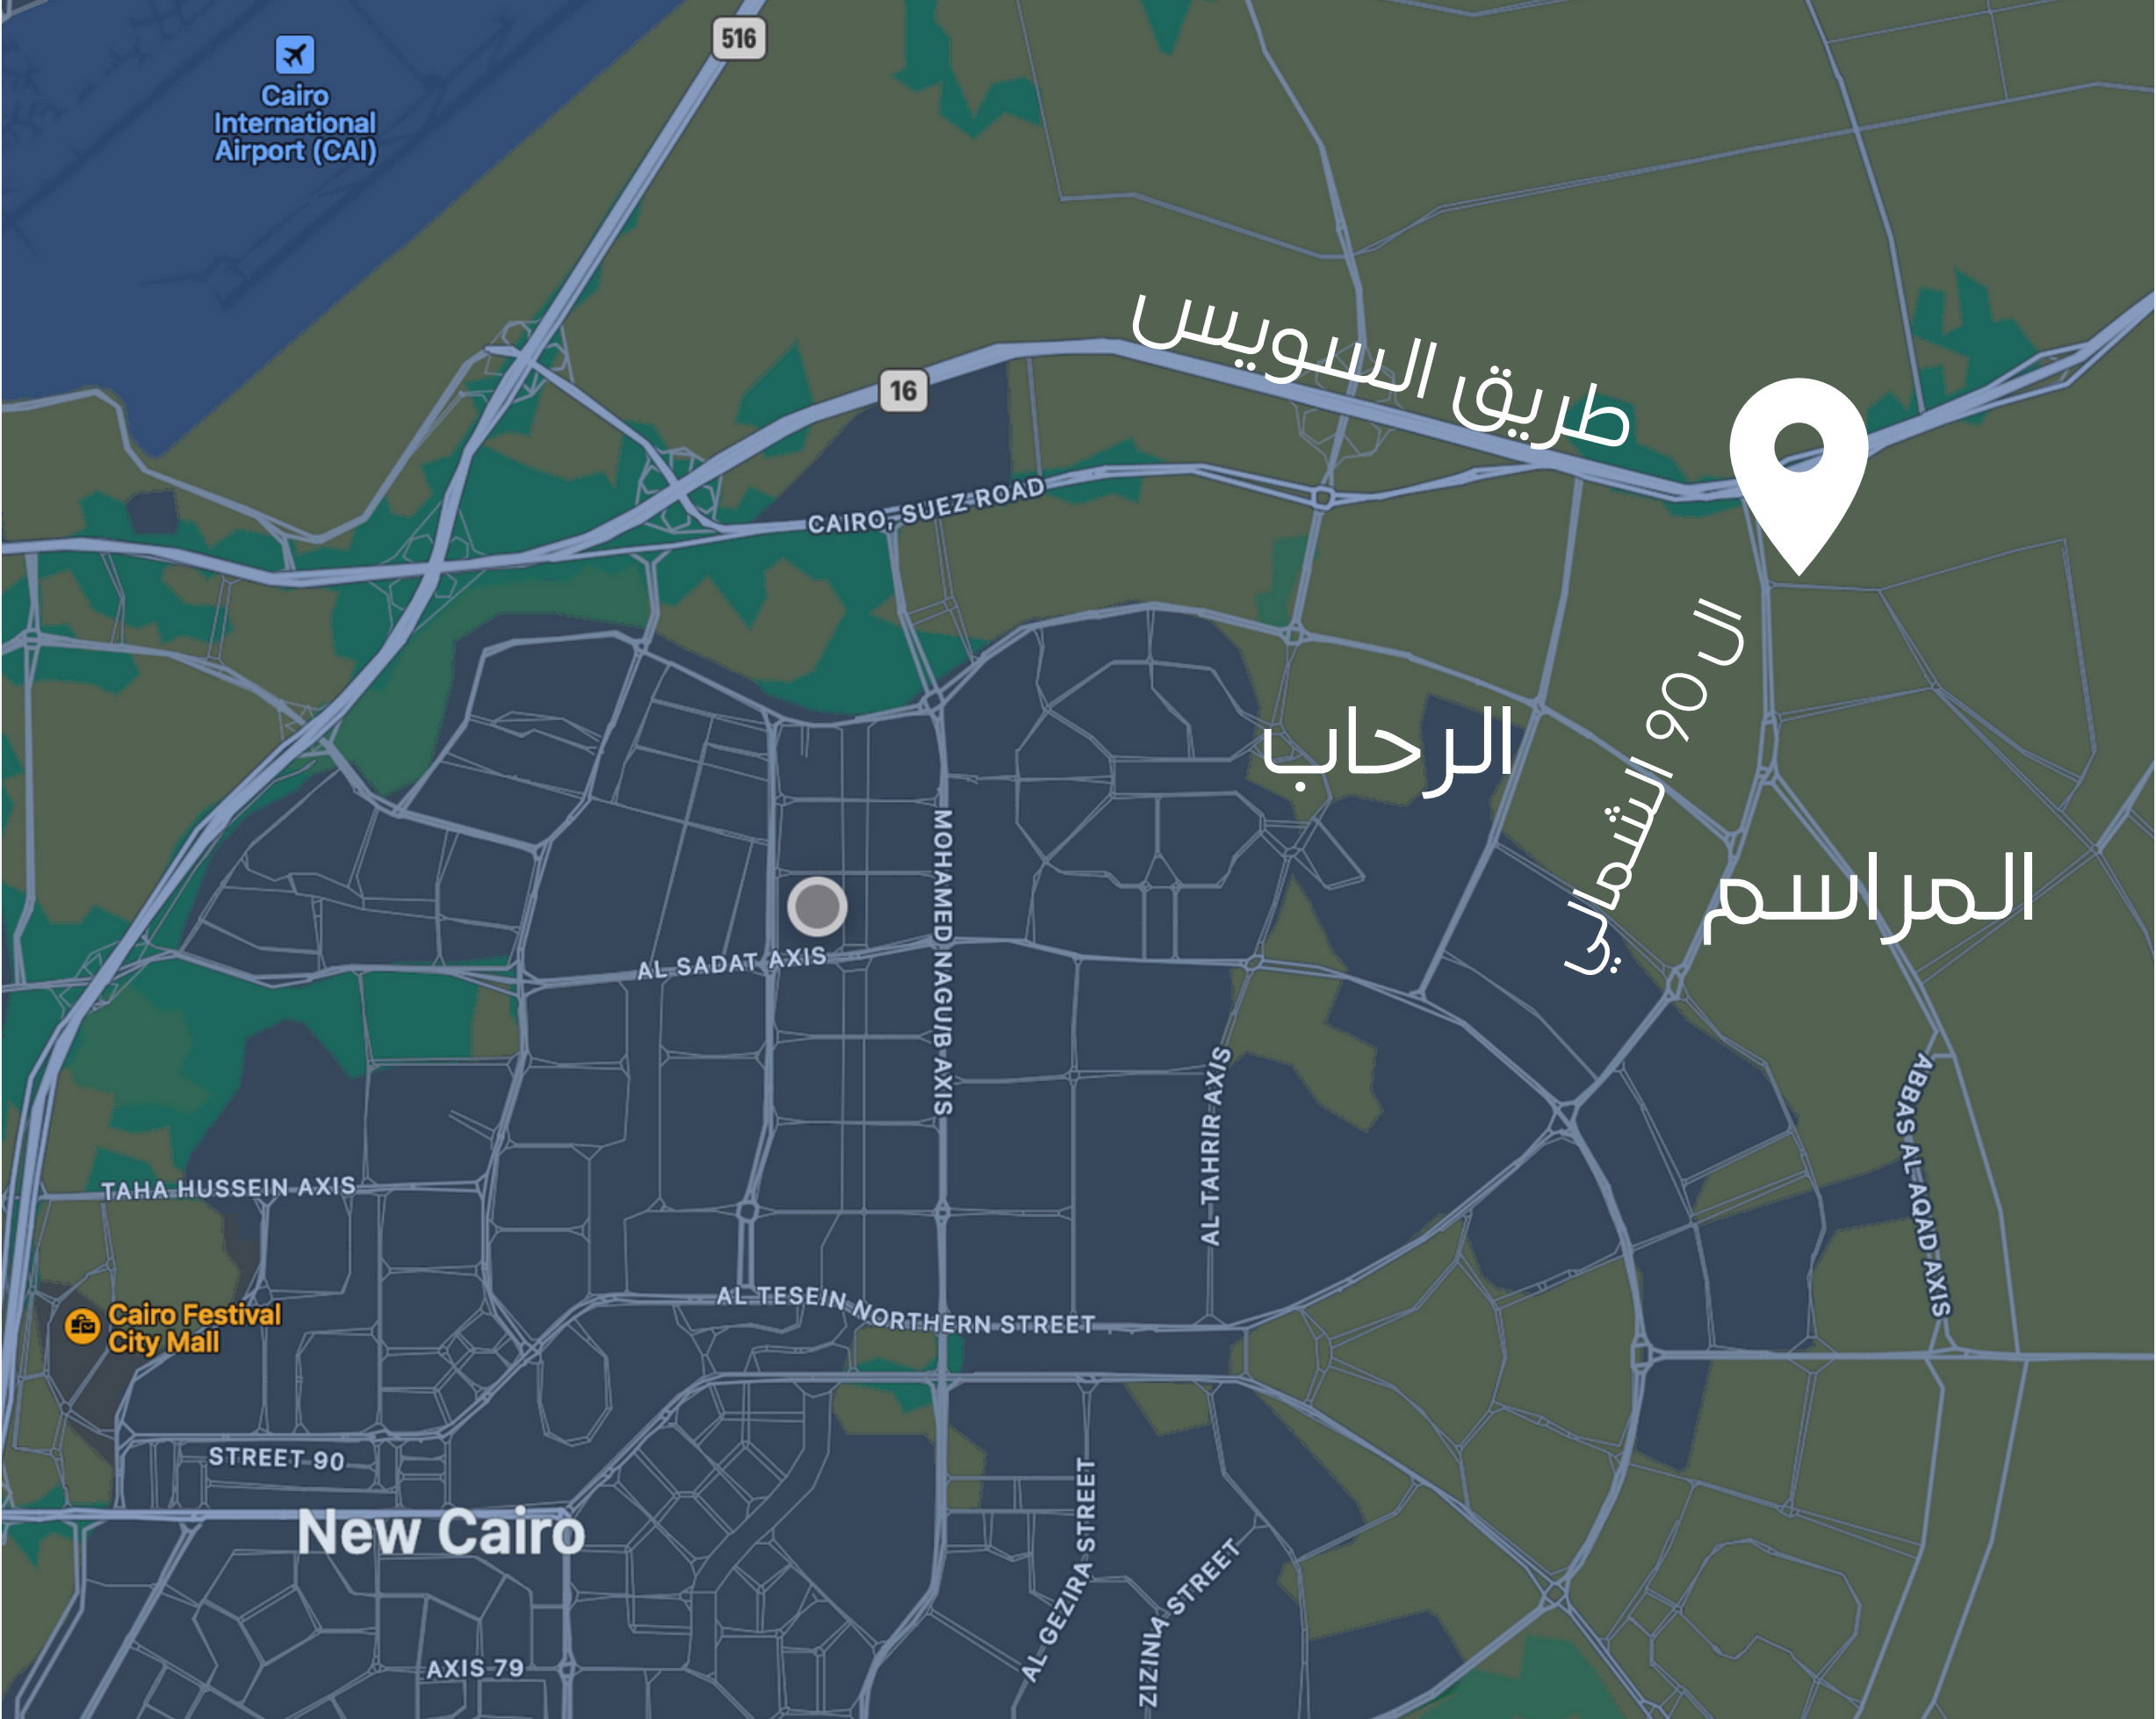 516
Cairo
International
Airport (CAI)
طريق السويس
16
CAIRO, SUEZ ROAD
ال 90 الشمالي
الرحاب
المراسم
MOHAMED NAGUIB AXIS
AL SADAT AXIS
AL TAHRIR AXIS
ABBAS AL AQAD AXIS
TAHA HUSSEIN AXIS
AL TESEIN NORTHERN STREET
Cairo Festival
City Mall
STREET 90
New Cairo
AL GEZIRA STREET
ZIZINIA STREET
AXIS 79